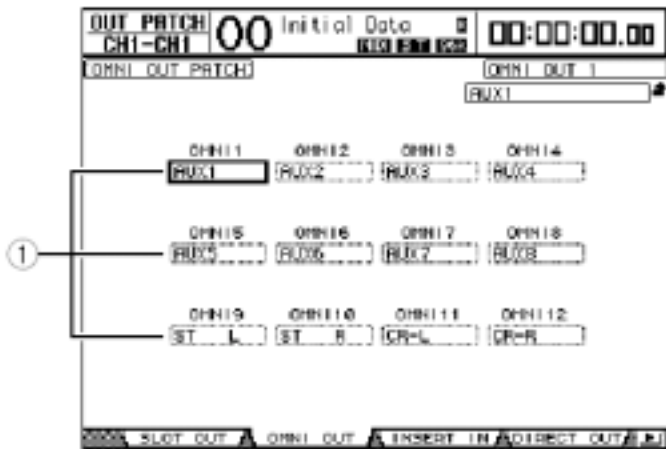 OUT PATCH
CH1-CH1
00 Initial Data
00:00:00.00
OMNI OUT PATCH
OMNI OUT 1
AUX1
OMNI1 OMNI2 OMNI3 OMNI4
AUX1 AUX2 AUX3 AUX4
①
OMNI5 OMNI6 OMNI7 OMNI8
AUX5 AUX6 AUX7 AUX8
OMNI9 OMNI10 OMNI11 OMNI12
ST L ST R CR-L CR-R
SLOT OUT OMNI OUT INSERT IN DIRECT OUT